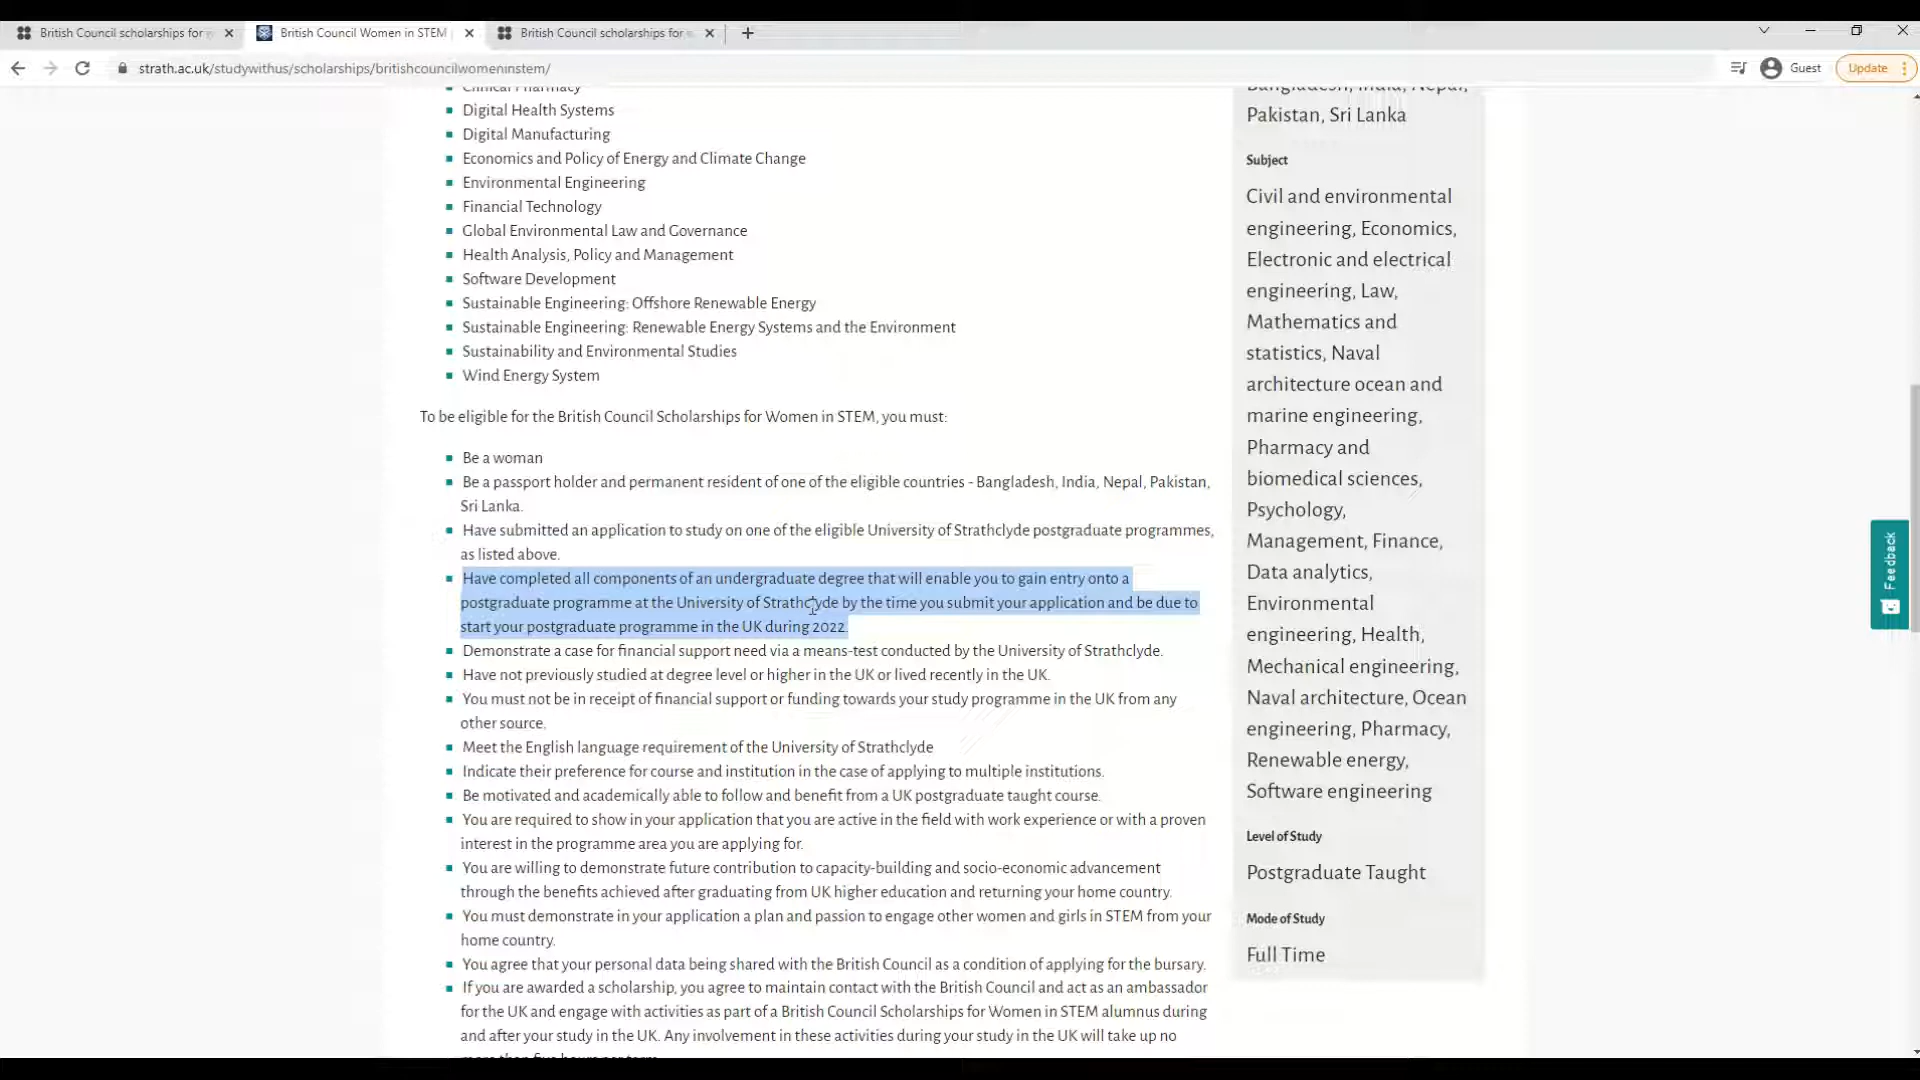 British Council scholarships for
British Council Women in STEM
British Council scholarships for
strath.ac.uk/studywithus/scholarships/britishcouncilwomeninstem/
Guest
Update
Clinical Pharmacy
Digital Health Systems
Digital Manufacturing
Economics and Policy of Energy and Climate Change
Environmental Engineering
Financial Technology
Global Environmental Law and Governance
Health Analysis, Policy and Management
Software Development
Sustainable Engineering: Offshore Renewable Energy
Sustainable Engineering: Renewable Energy Systems and the Environment
Sustainability and Environmental Studies
Wind Energy System
To be eligible for the British Council Scholarships for Women in STEM, you must:
Be a woman
Be a passport holder and permanent resident of one of the eligible countries - Bangladesh, India, Nepal, Pakistan,
Sri Lanka.
Have submitted an application to study on one of the eligible University of Strathclyde postgraduate programmes,
as listed above.
Have completed all components of an undergraduate degree that will enable you to gain entry onto a
postgraduate programme at the University of Strathclyde by the time you submit your application and be due to
start your postgraduate programme in the UK during 2022.
Demonstrate a case for financial support need via a means-test conducted by the University of Strathclyde.
Have not previously studied at degree level or higher in the UK or lived recently in the UK.
You must not be in receipt of financial support or funding towards your study programme in the UK from any
other source.
Meet the English language requirement of the University of Strathclyde
Indicate their preference for course and institution in the case of applying to multiple institutions.
Be motivated and academically able to follow and benefit from a UK postgraduate taught course.
You are required to show in your application that you are active in the field with work experience or with a proven
interest in the programme area you are applying for.
You are willing to demonstrate future contribution to capacity-building and socio-economic advancement
through the benefits achieved after graduating from UK higher education and returning your home country.
You must demonstrate in your application a plan and passion to engage other women and girls in STEM from your
home country.
You agree that your personal data being shared with the British Council as a condition of applying for the bursary.
If you are awarded a scholarship, you agree to maintain contact with the British Council and act as an ambassador
for the UK and engage with activities as part of a British Council Scholarships for Women in STEM alumnus during
and after your study in the UK. Any involvement in these activities during your study in the UK will take up no
more than five hours per term.
Bangladesh, India, Nepal,
Pakistan, Sri Lanka
Subject
Civil and environmental
engineering, Economics,
Electronic and electrical
engineering, Law,
Mathematics and
statistics, Naval
architecture ocean and
marine engineering,
Pharmacy and
biomedical sciences,
Psychology,
Management, Finance,
Data analytics,
Environmental
engineering, Health,
Mechanical engineering,
Naval architecture, Ocean
engineering, Pharmacy,
Renewable energy,
Software engineering
Level of Study
Postgraduate Taught
Mode of Study
Full Time
Feedback